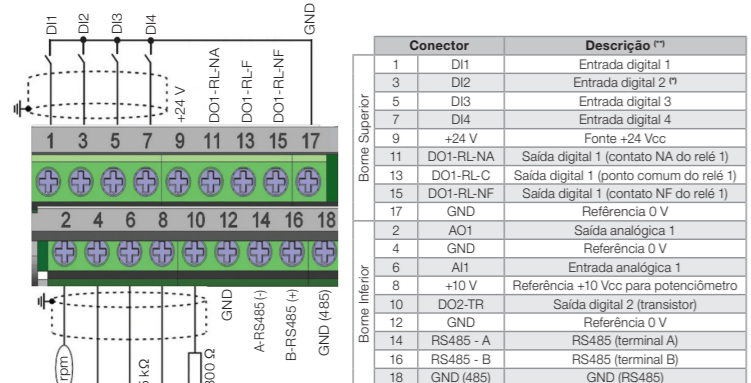 DI1
DI2
DI3
DI4
GND
+24 V
DO1-RL-NA
DO1-RL-F
DO1-RL-NF
1 3 5 7 9 11 13 15 17
2 4 6 8 10 12 14 16 18
GND
A-RS485(-)
B-RS485 (+)
GND (485)
rpm
5 kΩ
300 Ω
Conector Descrição (**)
Borne Superior
1 DI1 Entrada digital 1
3 DI2 Entrada digital 2 (*)
5 DI3 Entrada digital 3
7 DI4 Entrada digital 4
9 +24 V Fonte +24 Vcc
11 DO1-RL-NA Saída digital 1 (contato NA do relé 1)
13 DO1-RL-C Saída digital 1 (ponto comum do relé 1)
15 DO1-RL-NF Saída digital 1 (contato NF do relé 1)
17 GND Refêrencia 0 V
Borne Inferior
2 AO1 Saída analógica 1
4 GND Referência 0 V
6 AI1 Entrada analógica 1
8 +10 V Referência +10 Vcc para potenciômetro
10 DO2-TR Saída digital 2 (transistor)
12 GND Referência 0 V
14 RS485 - A RS485 (terminal A)
16 RS485 - B RS485 (terminal B)
18 GND (485) GND (RS485)